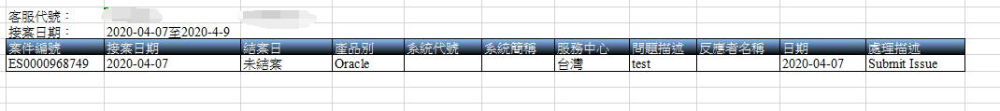 客服代號：
接案日期： 2020-04-07至2020-4-9
案件編號 接案日期 結案日 產品別 系統代號 系統簡稱 服務中心 問題描述 反應者名稱 日期 處理描述
ES0000968749 2020-04-07 未結案 Oracle 台灣 test 2020-04-07 Submit Issue